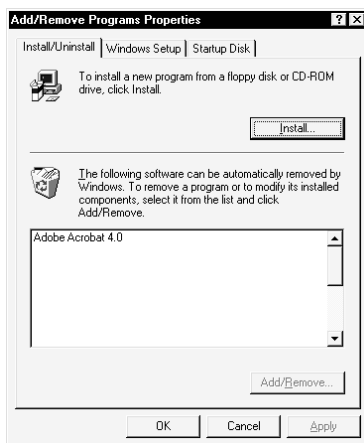 Add/Remove Programs Properties
Install/Uninstall Windows Setup Startup Disk
To install a new program from a floppy disk or CD-ROM
drive, click Install.
Install...
The following software can be automatically removed by
Windows. To remove a program or to modify its installed
components, select it from the list and click
Add/Remove.
Adobe Acrobat 4.0
Add/Remove...
OK Cancel Apply